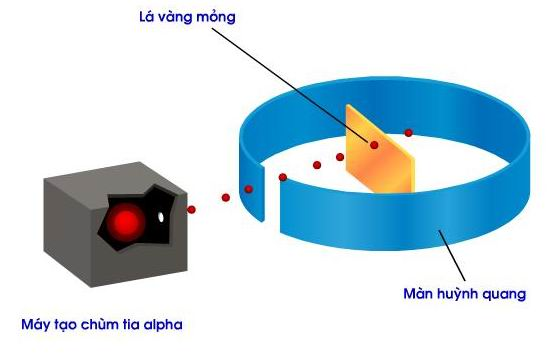 Lá vàng mỏng
Màn huỳnh quang
Máy tạo chùm tia alpha